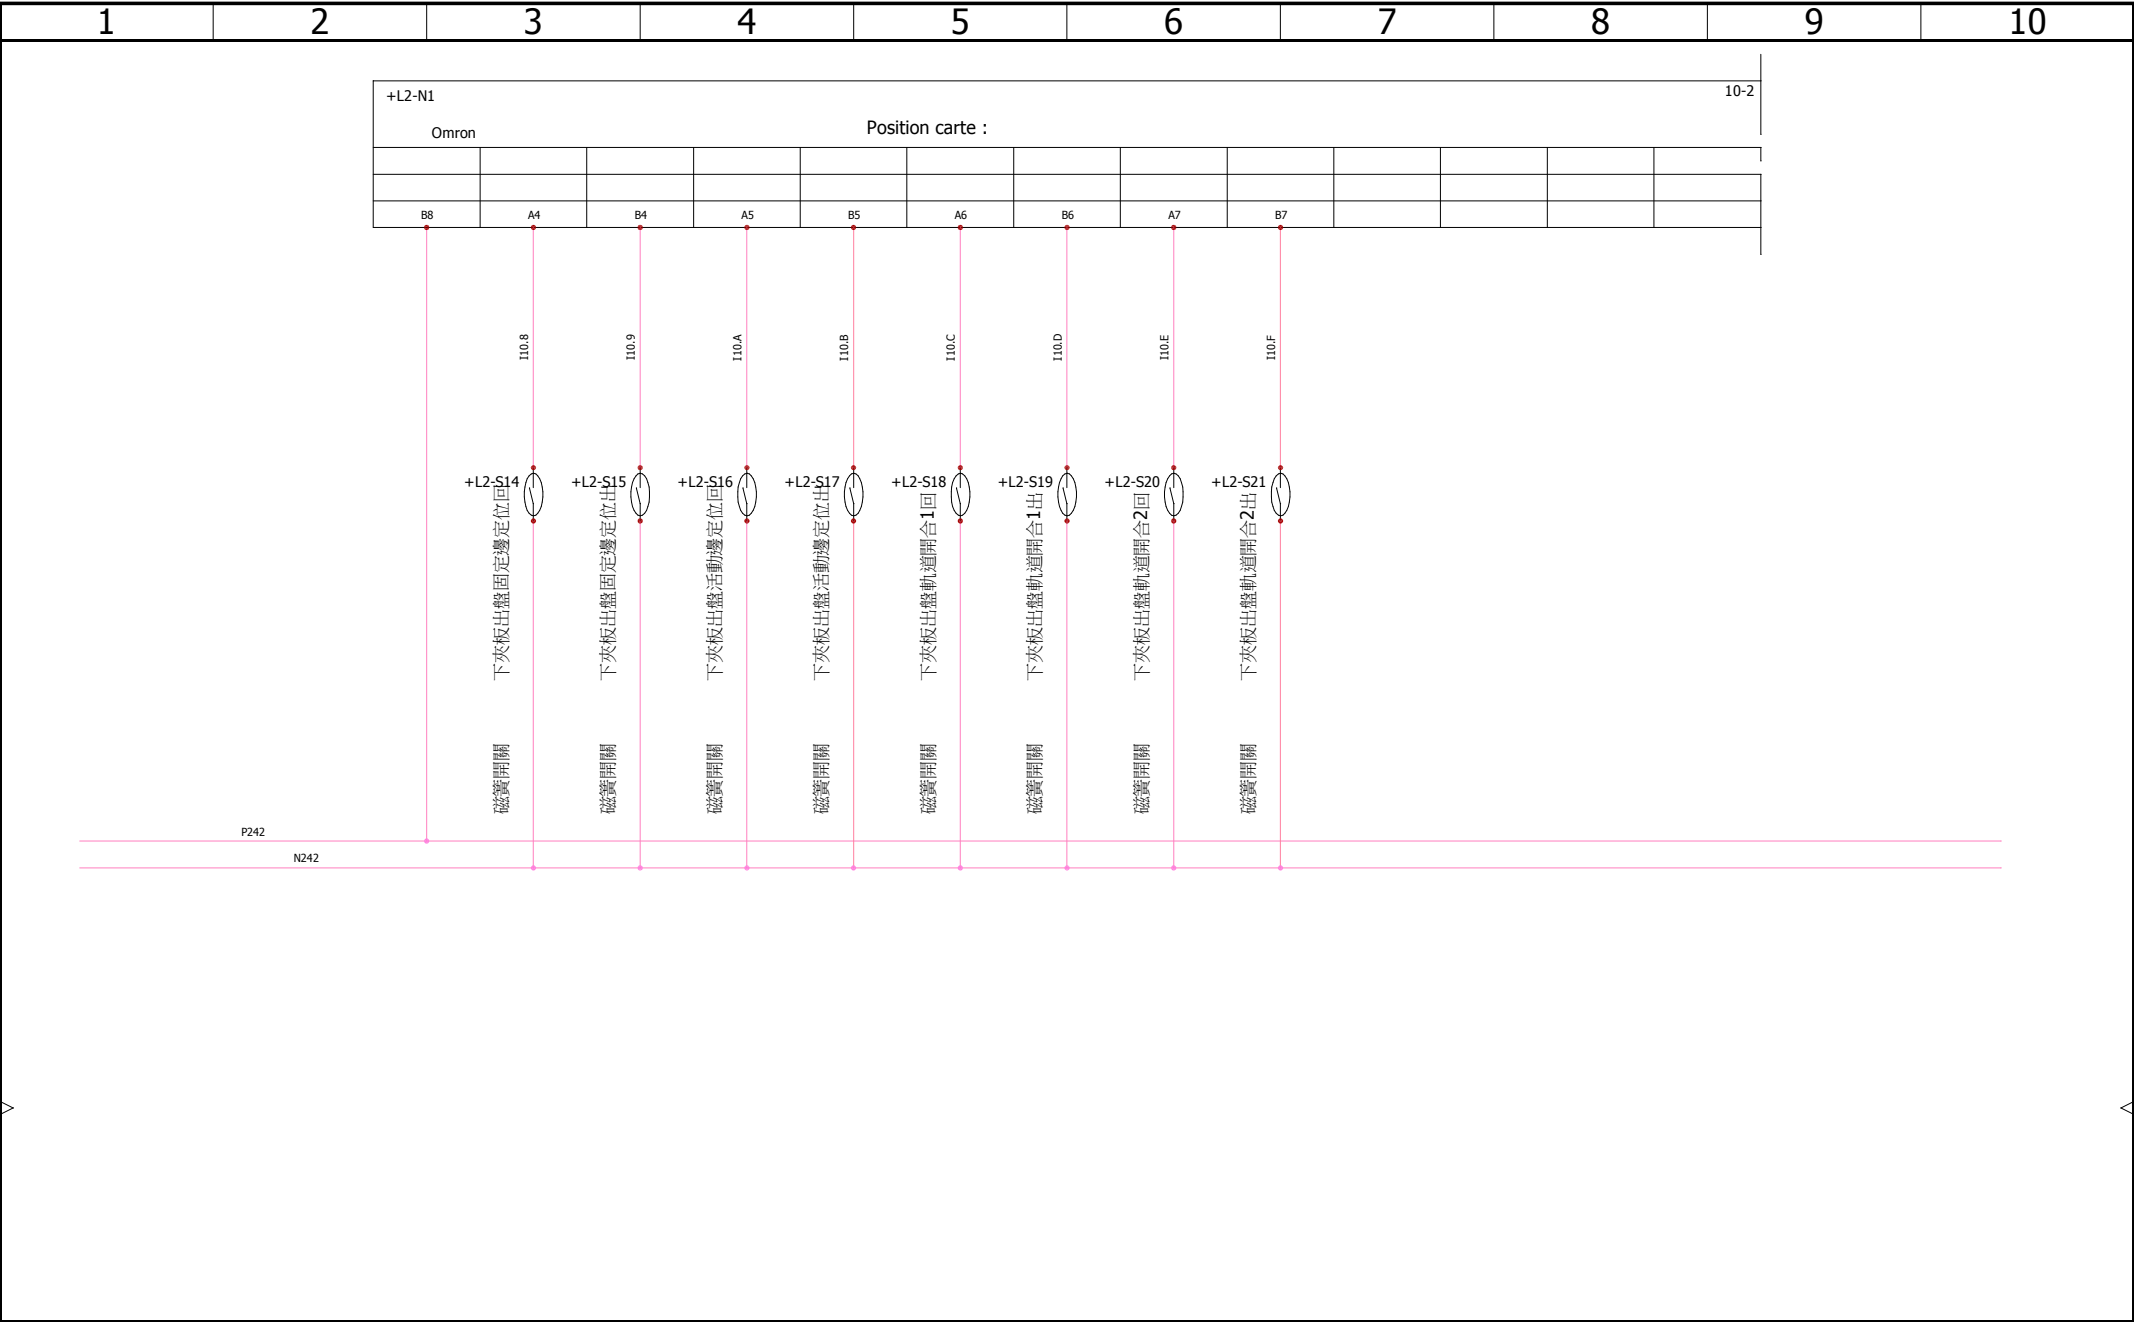 1 2 3 4 5 6 7 8 9 10
+L2-N1
10-2
Omron
Position carte :
B8 A4 B4 A5 B5 A6 B6 A7 B7
I10.8
I10.9
I10.A
I10.B
I10.C
I10.D
I10.E
I10.F
+L2-S14
+L2-S15
+L2-S16
+L2-S17
+L2-S18
+L2-S19
+L2-S20
+L2-S21
下夾板出盤固定邊定位回
下夾板出盤固定邊定位出
下夾板出盤活動邊定位回
下夾板出盤活動邊定位出
下夾板出盤軌道開合1回
下夾板出盤軌道開合1出
下夾板出盤軌道開合2回
下夾板出盤軌道開合2出
磁簧開關
磁簧開關
磁簧開關
磁簧開關
磁簧開關
磁簧開關
磁簧開關
磁簧開關
P242
N242